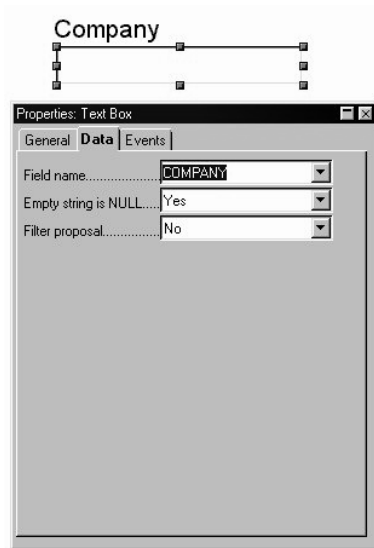 Company
Properties: Text Box
General Data Events
Field name.................... COMPANY
Empty string is NULL..... Yes
Filter proposal............... No